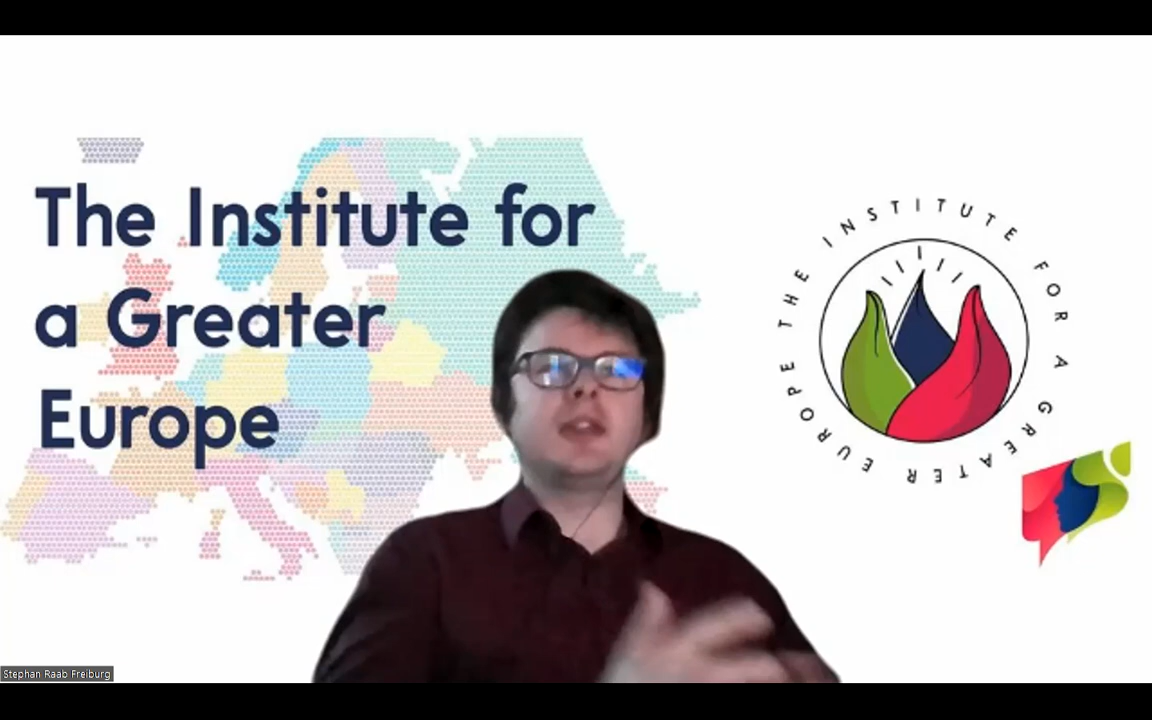 The Institute for
a Greater
Europe
THE INSTITUTE FOR A GREATER EUROPE
Stephan Raab Freiburg